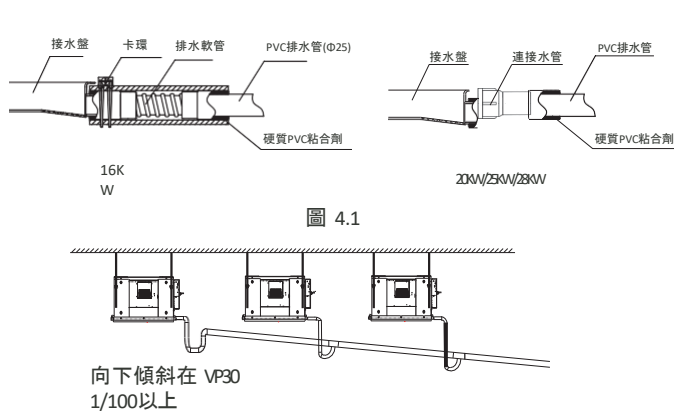 接水盤 卡環 排水軟管 PVC排水管(Φ25)
硬質PVC粘合劑
16K
W
接水盤 連接水管 PVC排水管
硬質PVC粘合劑
20KW/25KW/28KW
圖 4.1
向下傾斜在 VP30
1/100以上